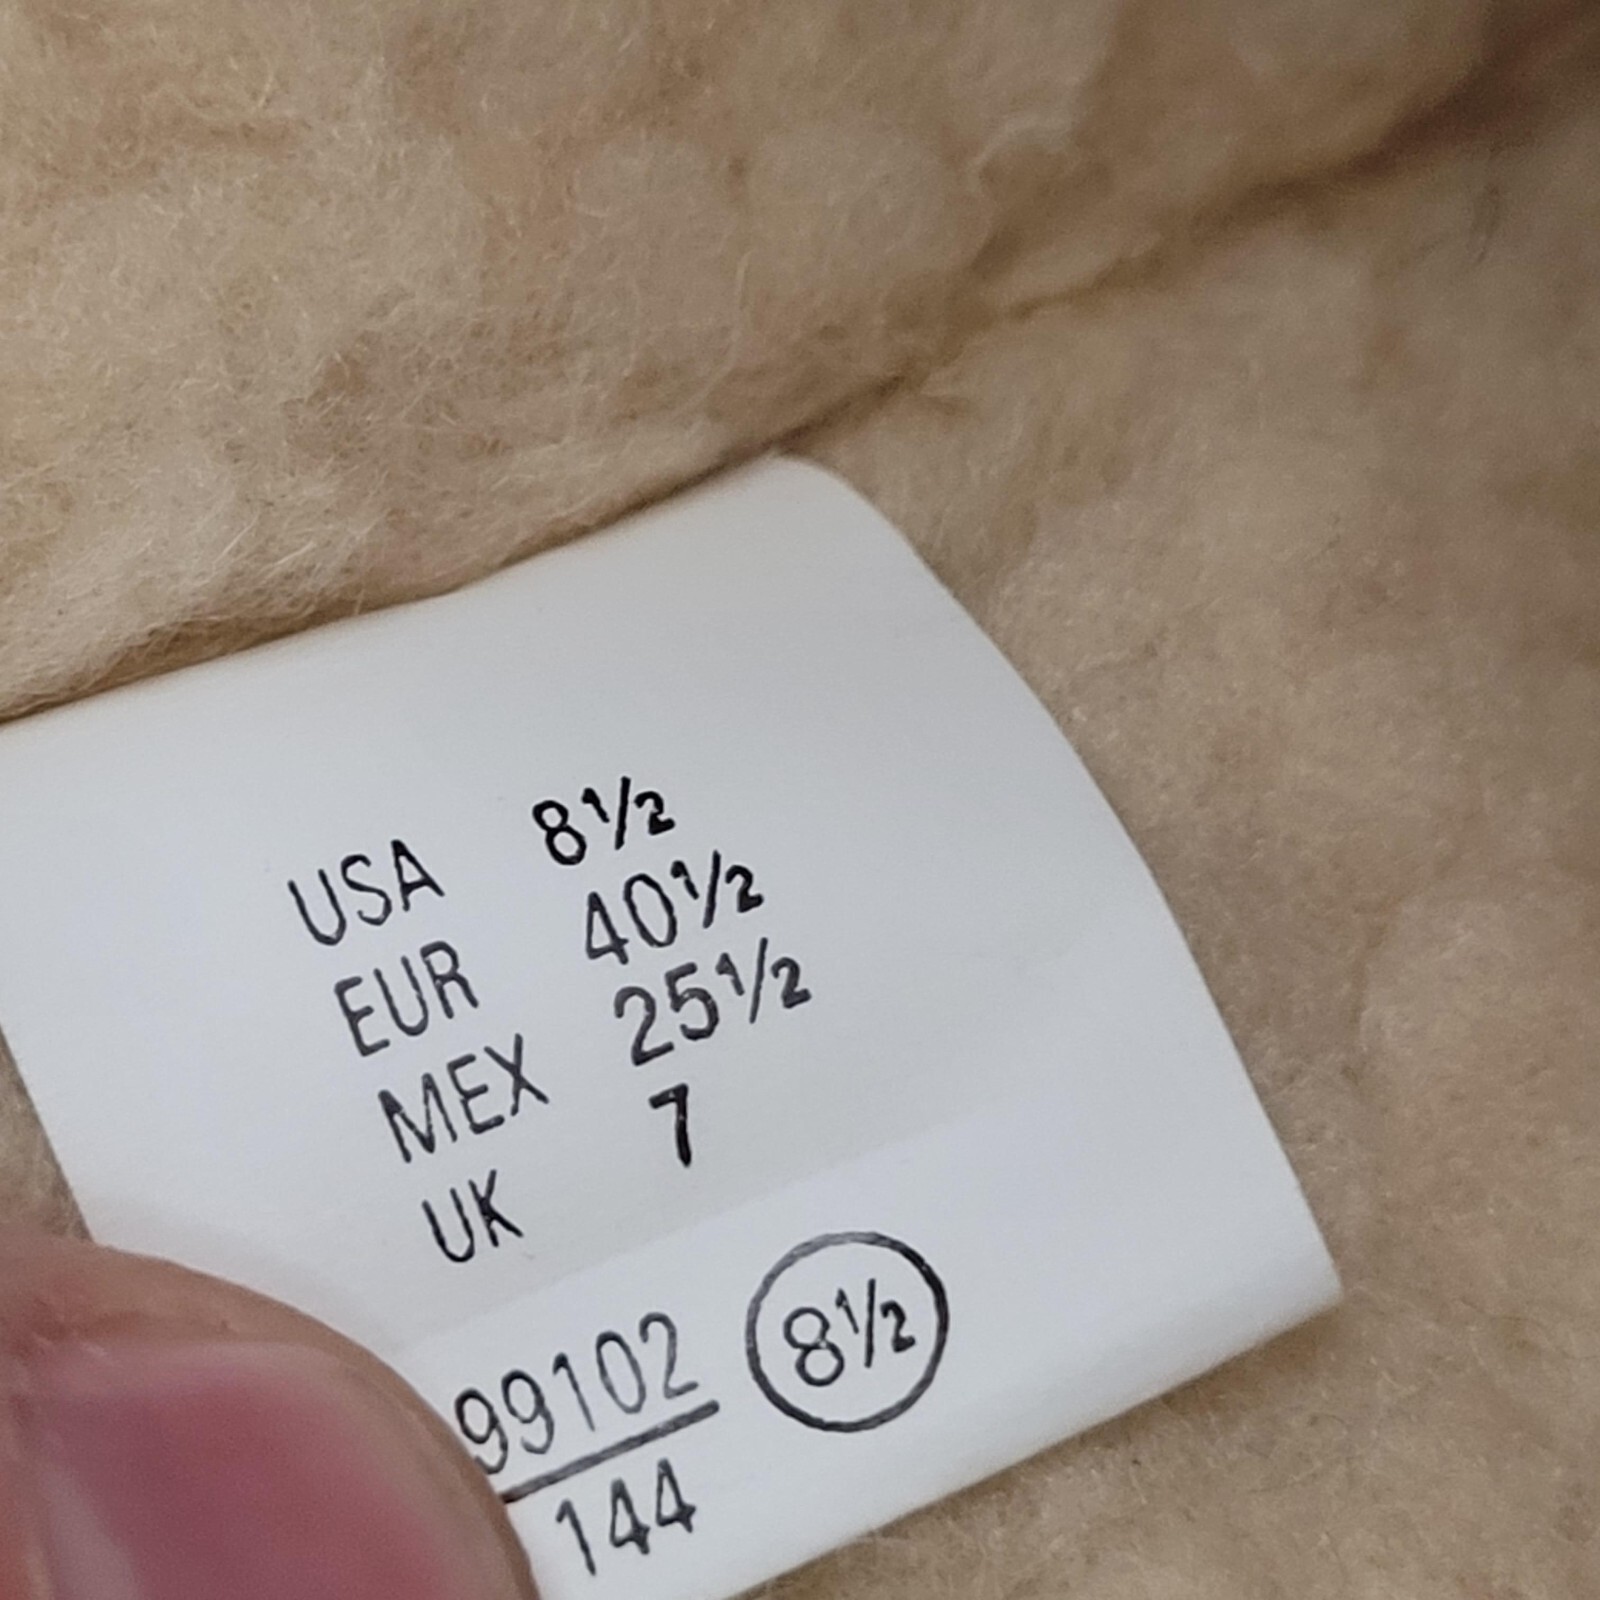 USA 8½
EUR 40½
MEX 25½
UK 7
99102 8½
144